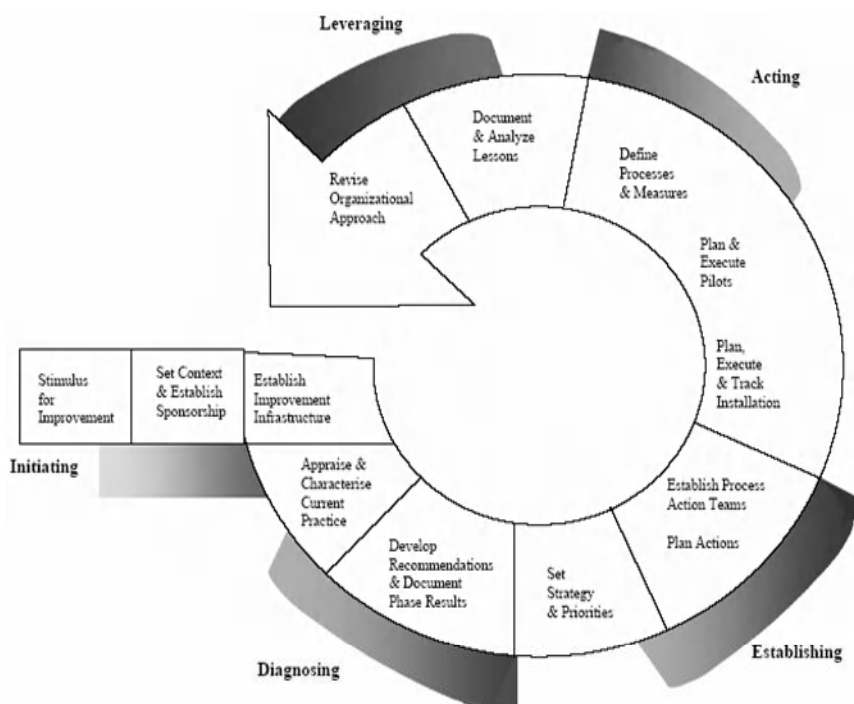 Leveraging
Acting
Document
& Analyze
Lessons
Define
Processes
& Measures
Revise
Organizational
Approach
Plan &
Execute
Pilots
Plan,
Execute
& Track
Installation
Stimulus
for
Improvement
Set Context
& Establish
Sponsorship
Establish
Improvement
Infrastructure
Initiating
Appraise &
Characterise
Current
Practice
Establish Process
Action Teams
Plan Actions
Develop
Recommendations
& Document
Phase Results
Set
Strategy
& Priorities
Diagnosing
Establishing